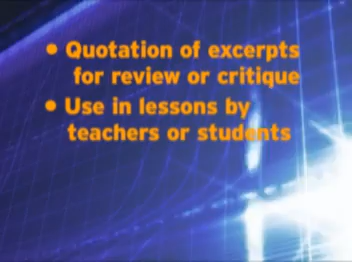 • Quotation of excerpts
for review or critique
• Use in lessons by
teachers or students